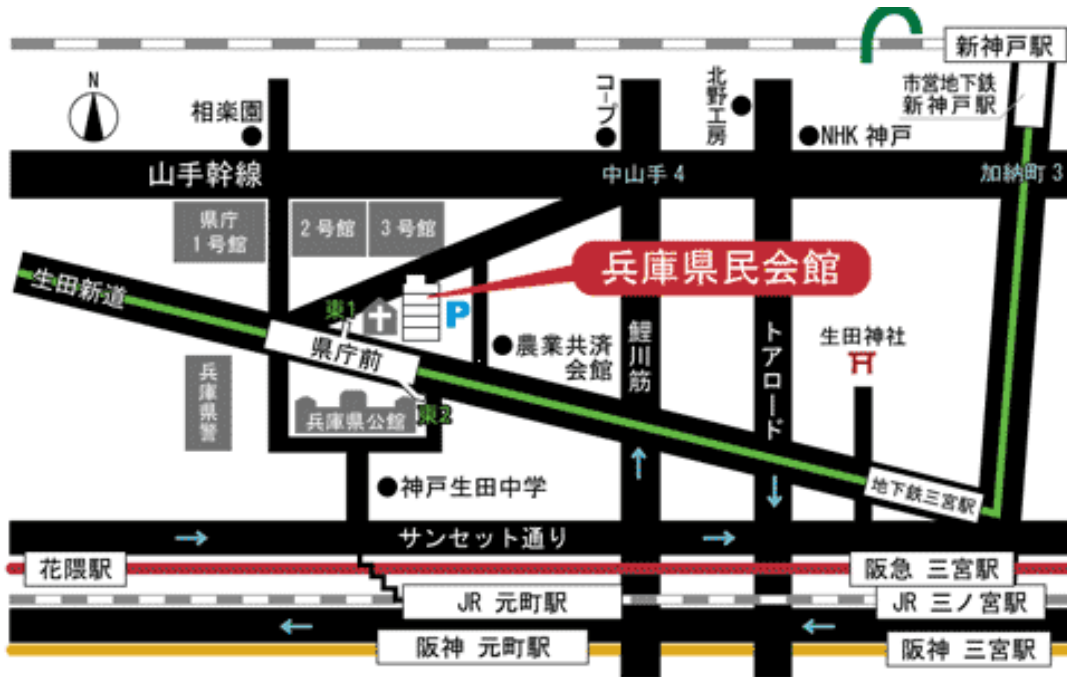 新神戸駅
N
市営地下鉄
新神戸駅
相楽園
コープ
北野工房
NHK 神戸
山手幹線
中山手 4
加納町 3
県庁
1 号館
2 号館
3 号館
兵庫県民会館
生田新道
東1
P
県庁前
農業共済
会館
鯉川筋
トアロード
生田神社
兵庫県警
兵庫県公館
東2
神戸生田中学
地下鉄三宮駅
サンセット通り
花隈駅
阪急 三宮駅
JR 元町駅
JR 三ノ宮駅
阪神 元町駅
阪神 三宮駅